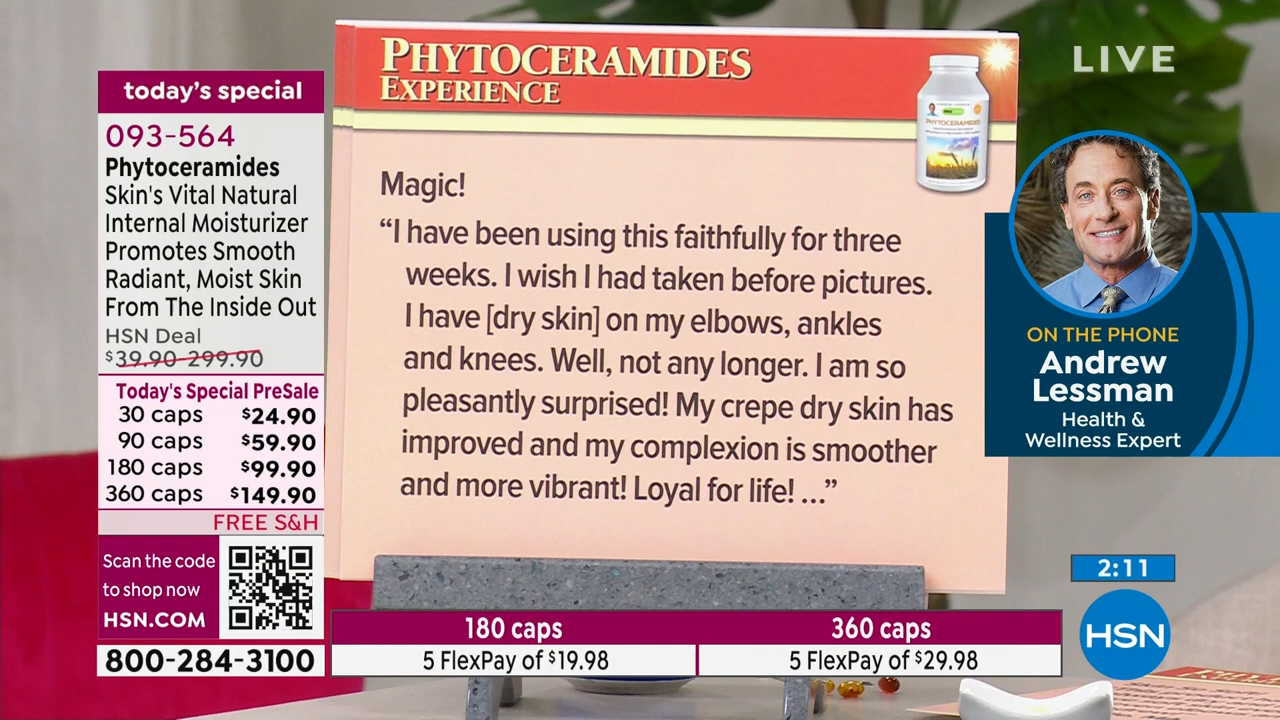 today's special
093-564
Phytoceramides
Skin's Vital Natural
Internal Moisturizer
Promotes Smooth
Radiant, Moist Skin
From The Inside Out
HSN Deal
$39.90-299.90
Today's Special PreSale
30 caps $24.90
90 caps $59.90
180 caps $99.90
360 caps $149.90
FREE S&H
Scan the code
to shop now
HSN.COM
800-284-3100
PHYTOCERAMIDES
EXPERIENCE
PHYTOCERAMIDES
Magic!
“I have been using this faithfully for three
weeks. I wish I had taken before pictures.
I have [dry skin] on my elbows, ankles
and knees. Well, not any longer. I am so
pleasantly surprised! My crepe dry skin has
improved and my complexion is smoother
and more vibrant! Loyal for life! ...”
180 caps 360 caps
5 FlexPay of $19.98 5 FlexPay of $29.98
LIVE
ON THE PHONE
Andrew
Lessman
Health &
Wellness Expert
2:11
HSN